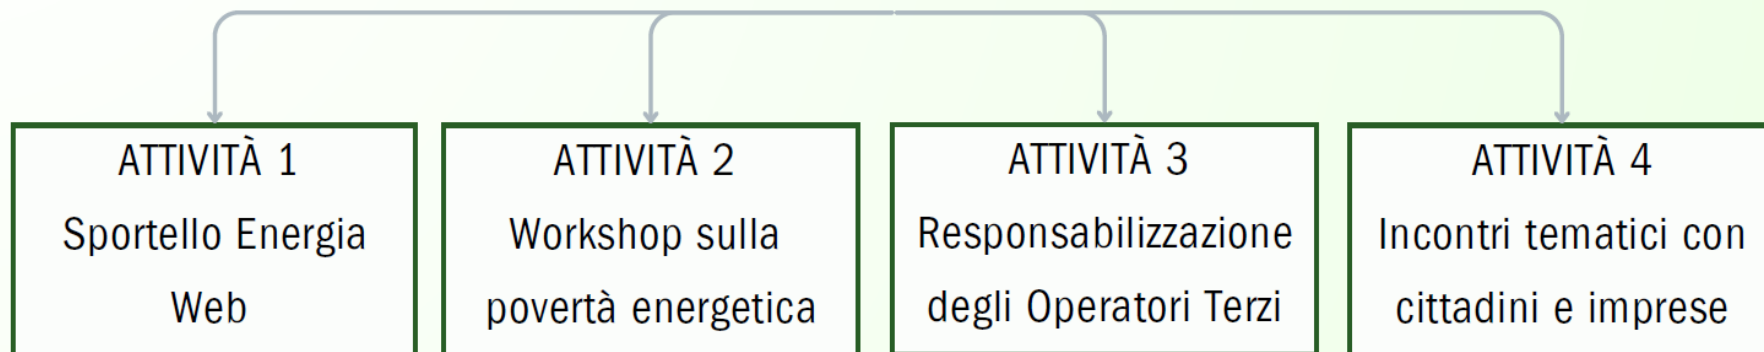 ATTIVITÀ 1
Sportello Energia
Web
ATTIVITÀ 2
Workshop sulla
povertà energetica
ATTIVITÀ 3
Responsabilizzazione
degli Operatori Terzi
ATTIVITÀ 4
Incontri tematici con
cittadini e imprese